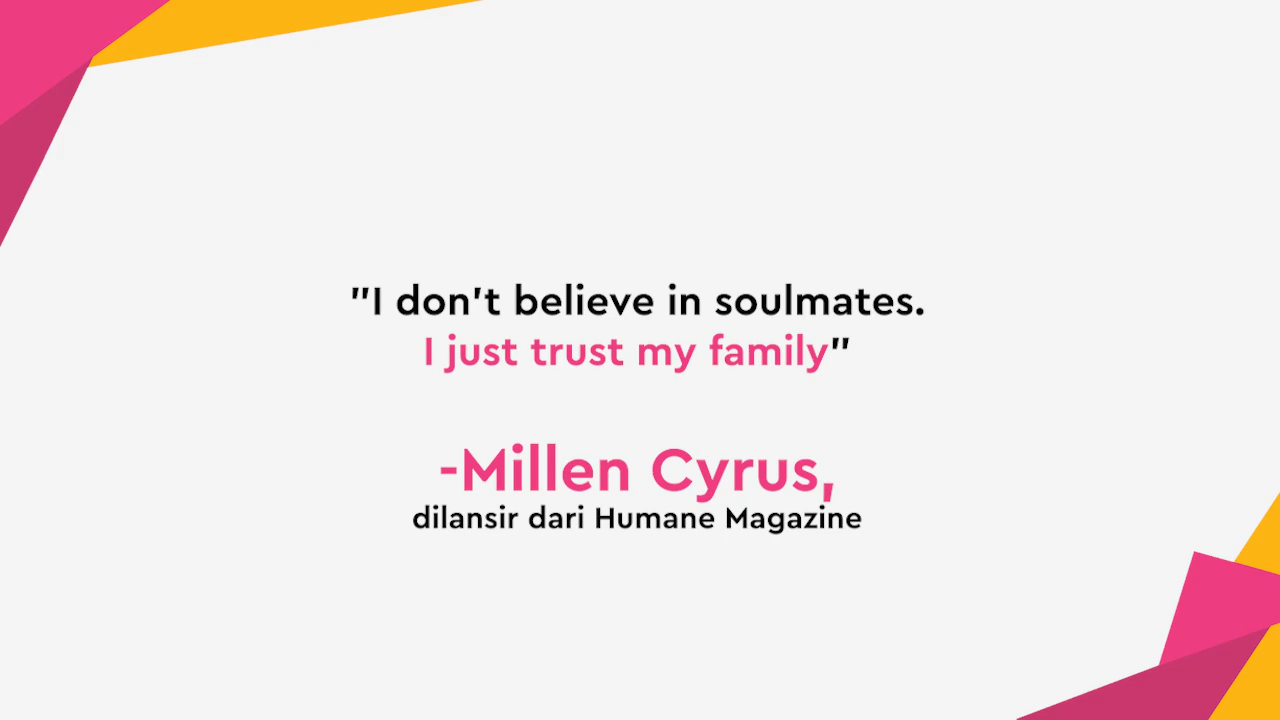 "I don't believe in soulmates.
I just trust my family"
-Millen Cyrus,
dilansir dari Humane Magazine